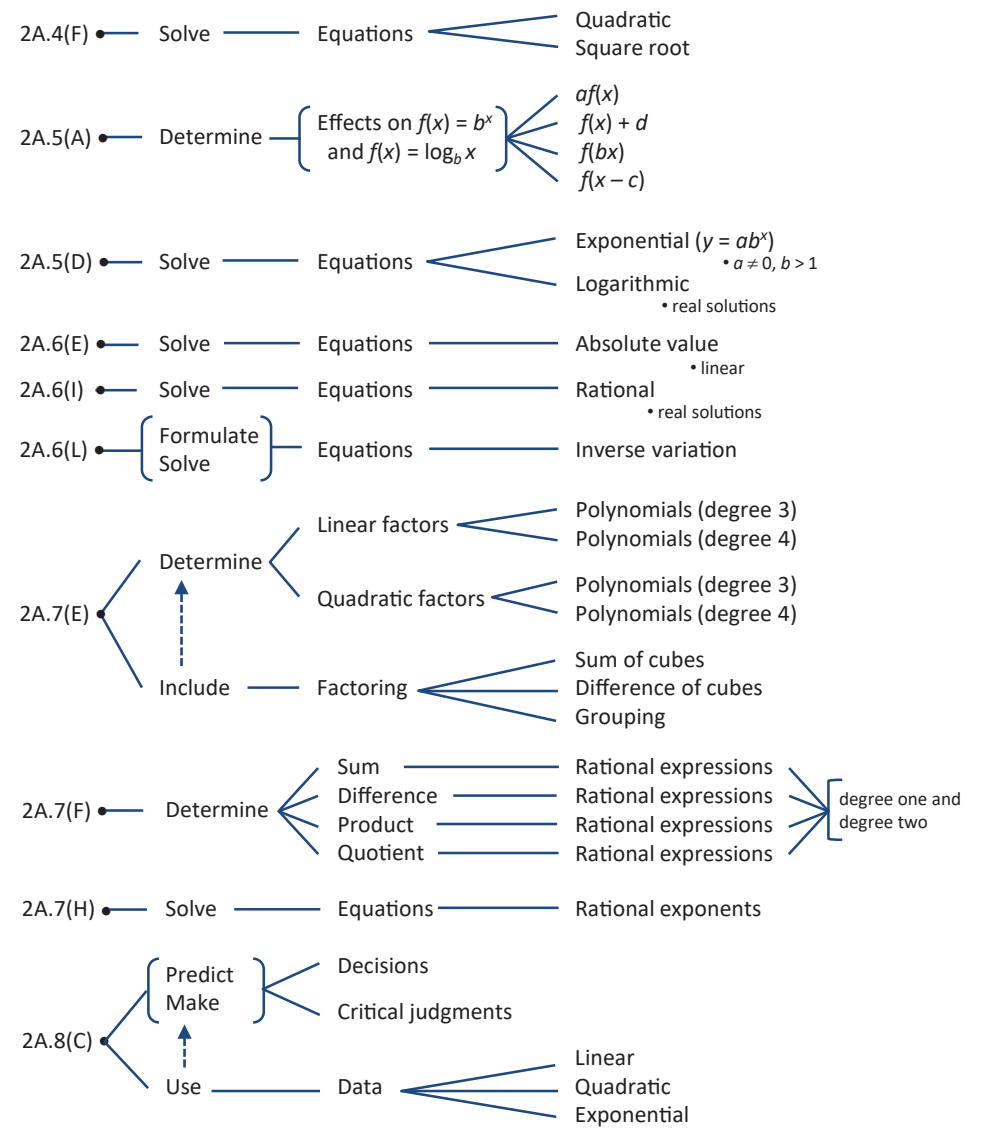 2A.4(F) Solve Equations Quadratic
Square root
2A.5(A) Determine Effects on f(x) = bˣ
and f(x) = log_b x
af(x)
f(x) + d
f(bx)
f(x – c)
2A.5(D) Solve Equations Exponential (y = abˣ)
• a ≠ 0, b > 1
Logarithmic
• real solutions
2A.6(E) Solve Equations Absolute value
• linear
2A.6(I) Solve Equations Rational
• real solutions
2A.6(L) Formulate
Solve
Equations Inverse variation
2A.7(E) Determine Linear factors Polynomials (degree 3)
Polynomials (degree 4)
Quadratic factors Polynomials (degree 3)
Polynomials (degree 4)
Include Factoring Sum of cubes
Difference of cubes
Grouping
2A.7(F) Determine Sum Rational expressions
Difference Rational expressions
Product Rational expressions
Quotient Rational expressions
degree one and
degree two
2A.7(H) Solve Equations Rational exponents
2A.8(C) Predict
Make
Decisions
Critical judgments
Use Data Linear
Quadratic
Exponential